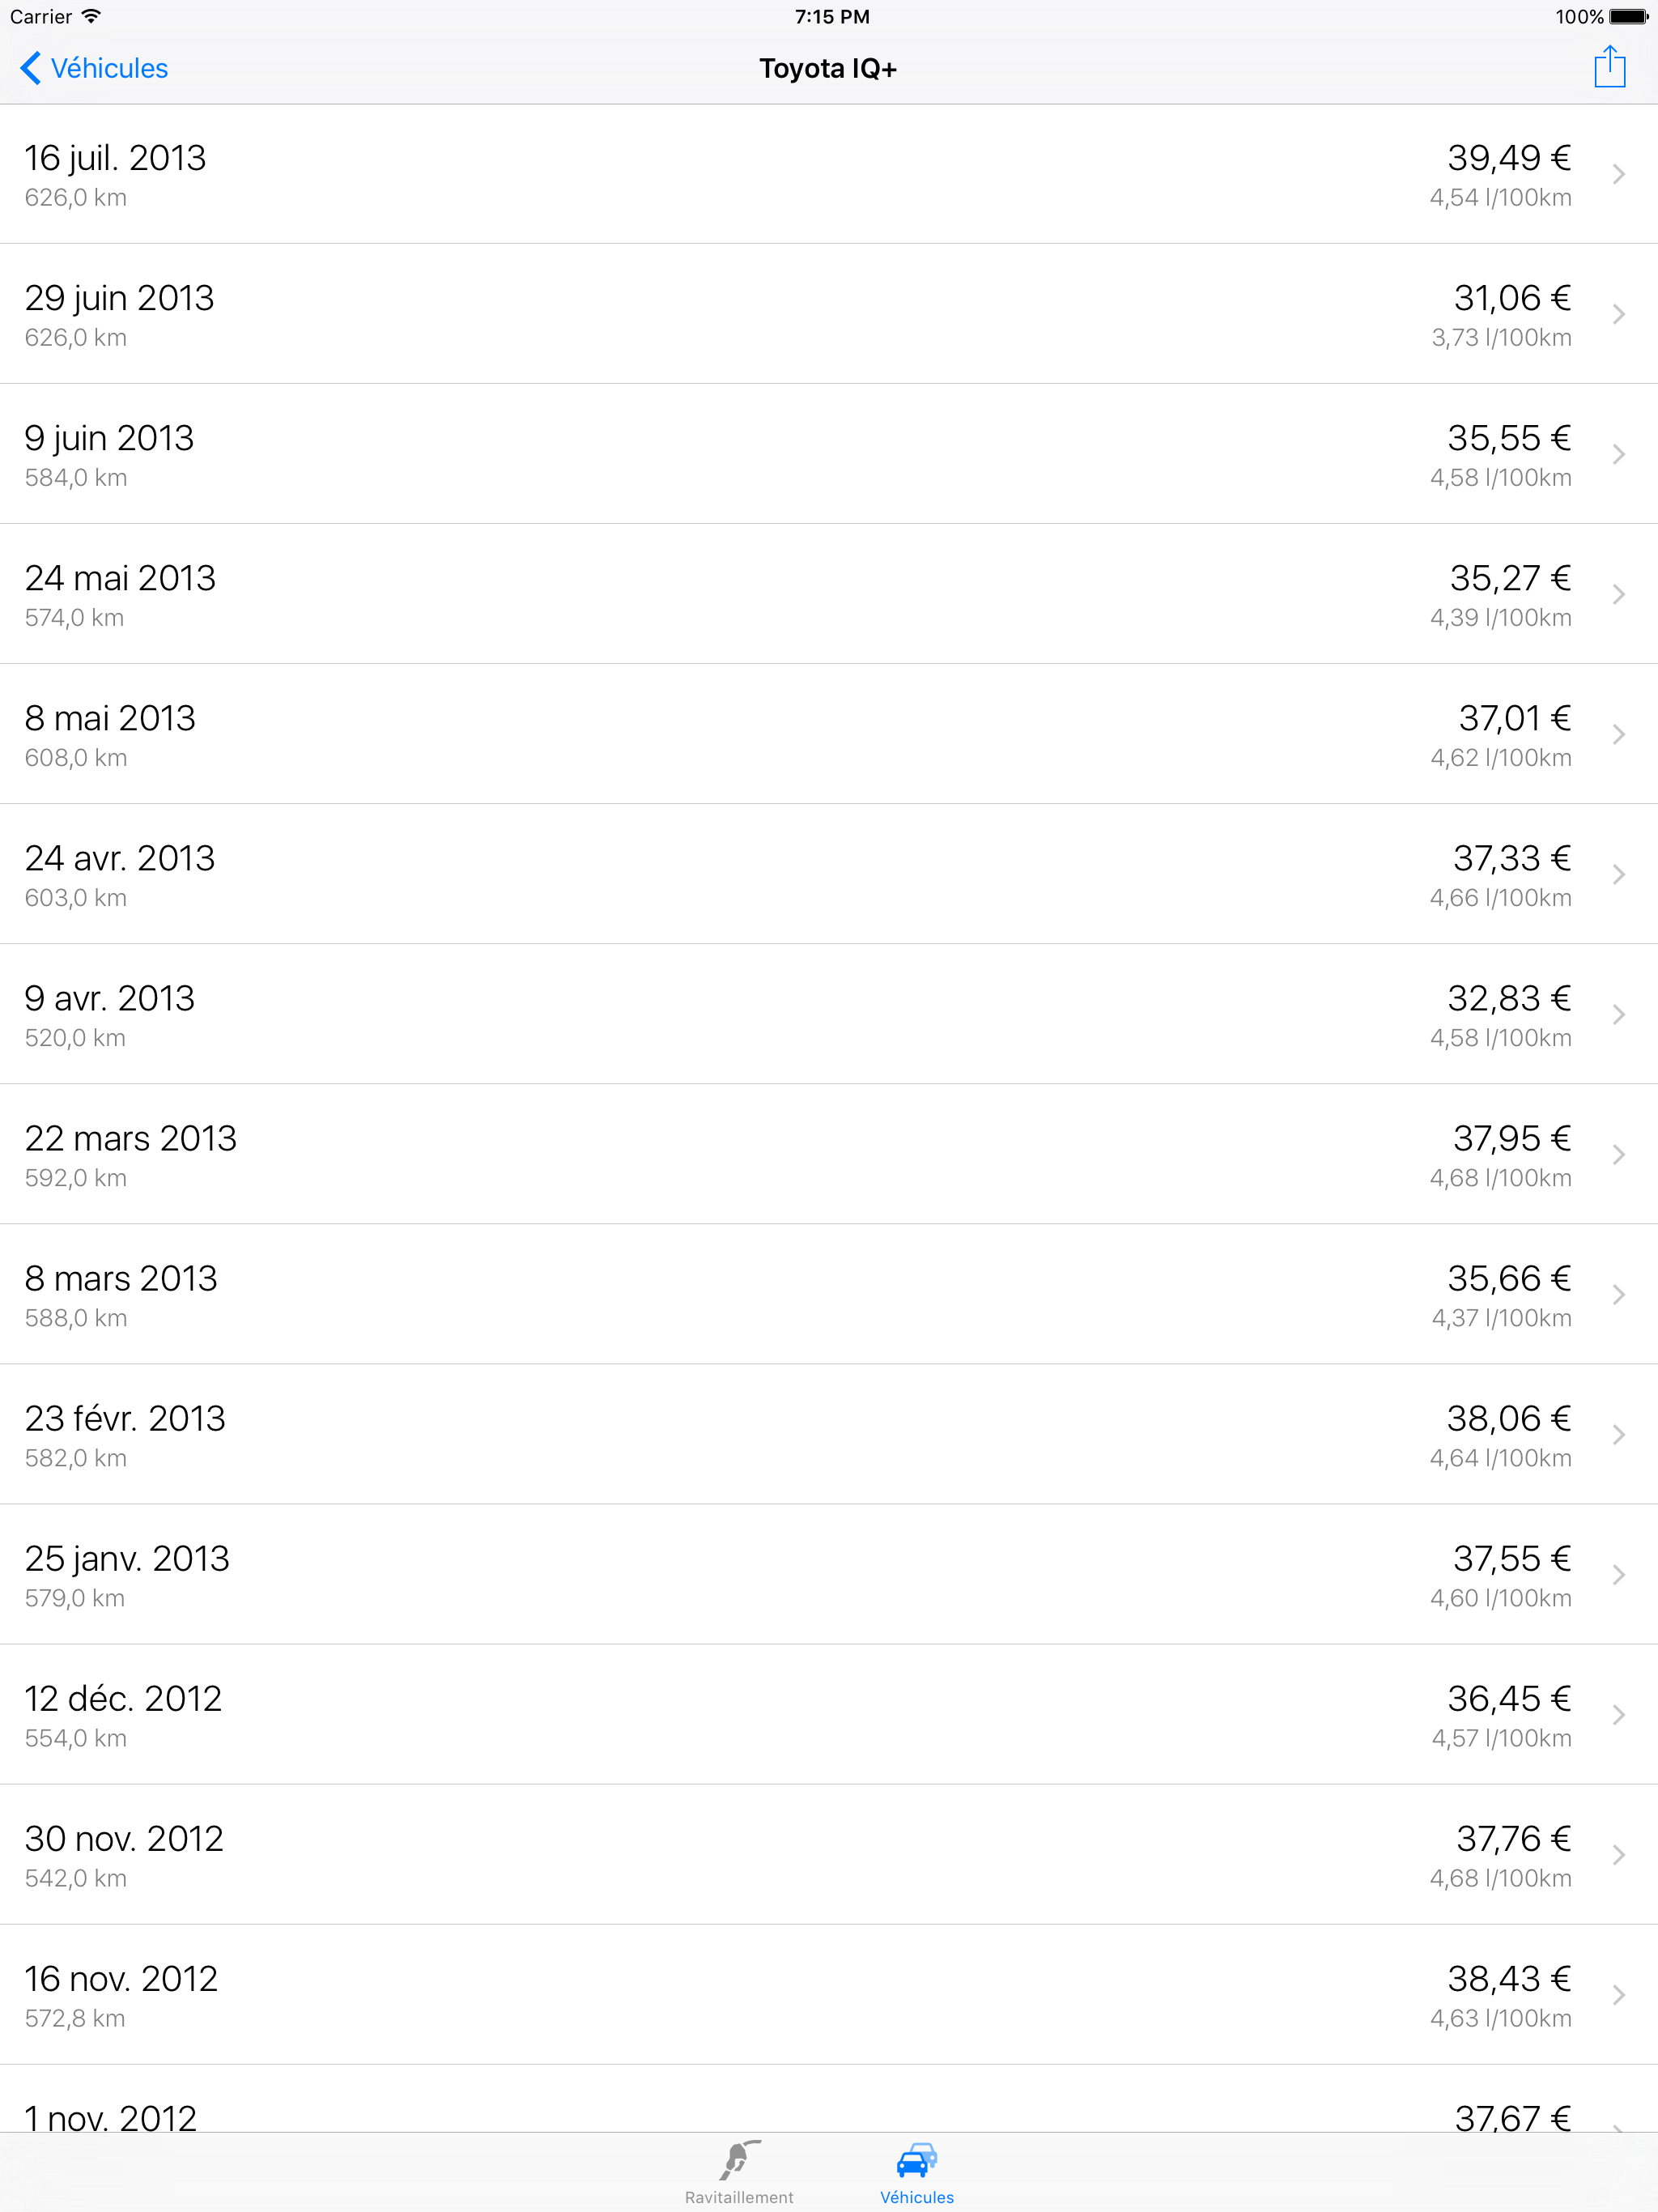 Carrier 7:15 PM 100%
Véhicules Toyota IQ+
16 juil. 2013 39,49 €
626,0 km 4,54 l/100km
29 juin 2013 31,06 €
626,0 km 3,73 l/100km
9 juin 2013 35,55 €
584,0 km 4,58 l/100km
24 mai 2013 35,27 €
574,0 km 4,39 l/100km
8 mai 2013 37,01 €
608,0 km 4,62 l/100km
24 avr. 2013 37,33 €
603,0 km 4,66 l/100km
9 avr. 2013 32,83 €
520,0 km 4,58 l/100km
22 mars 2013 37,95 €
592,0 km 4,68 l/100km
8 mars 2013 35,66 €
588,0 km 4,37 l/100km
23 févr. 2013 38,06 €
582,0 km 4,64 l/100km
25 janv. 2013 37,55 €
579,0 km 4,60 l/100km
12 déc. 2012 36,45 €
554,0 km 4,57 l/100km
30 nov. 2012 37,76 €
542,0 km 4,68 l/100km
16 nov. 2012 38,43 €
572,8 km 4,63 l/100km
1 nov. 2012 37,67 €
Ravitaillement Véhicules